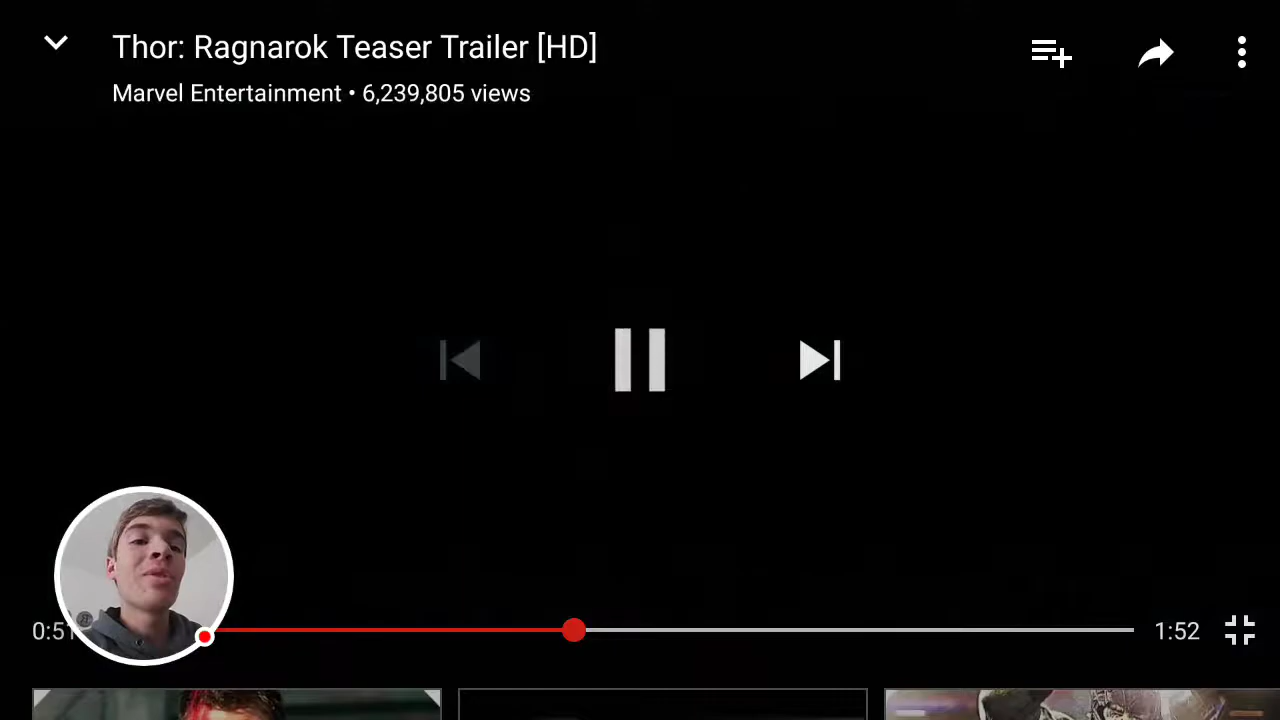 Thor: Ragnarok Teaser Trailer [HD]
Marvel Entertainment • 6,239,805 views
0:51
1:52